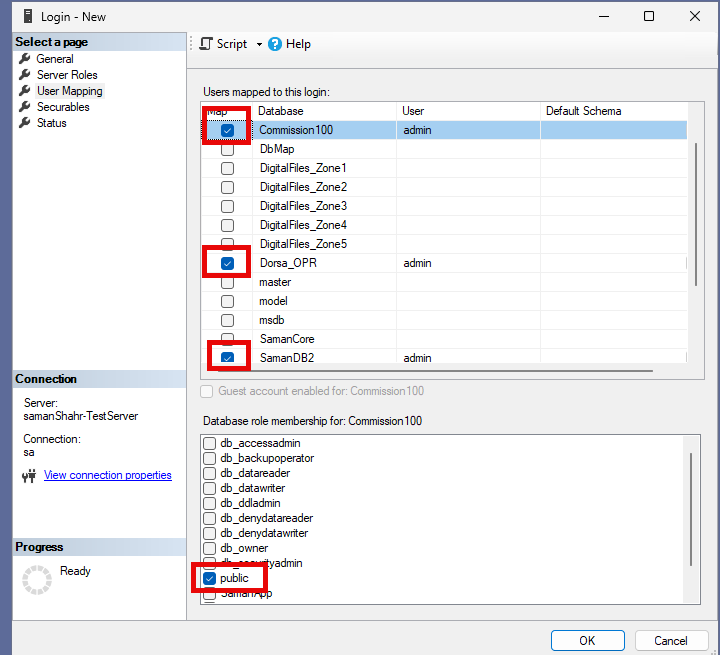 Login - New
Select a page
General
Server Roles
User Mapping
Securables
Status
Script
Help
Users mapped to this login:
Map Database User Default Schema
Commission100 admin
DbMap
DigitalFiles_Zone1
DigitalFiles_Zone2
DigitalFiles_Zone3
DigitalFiles_Zone4
DigitalFiles_Zone5
Dorsa_OPR admin
master
model
msdb
SamanCore
SamanDB2 admin
Guest account enabled for: Commission100
Database role membership for: Commission100
db_accessadmin
db_backupoperator
db_datareader
db_datawriter
db_ddladmin
db_denydatareader
db_denydatawriter
db_owner
db_securityadmin
public
SamanApp
Connection
Server:
samanShahr-TestServer
Connection:
sa
View connection properties
Progress
Ready
OK
Cancel